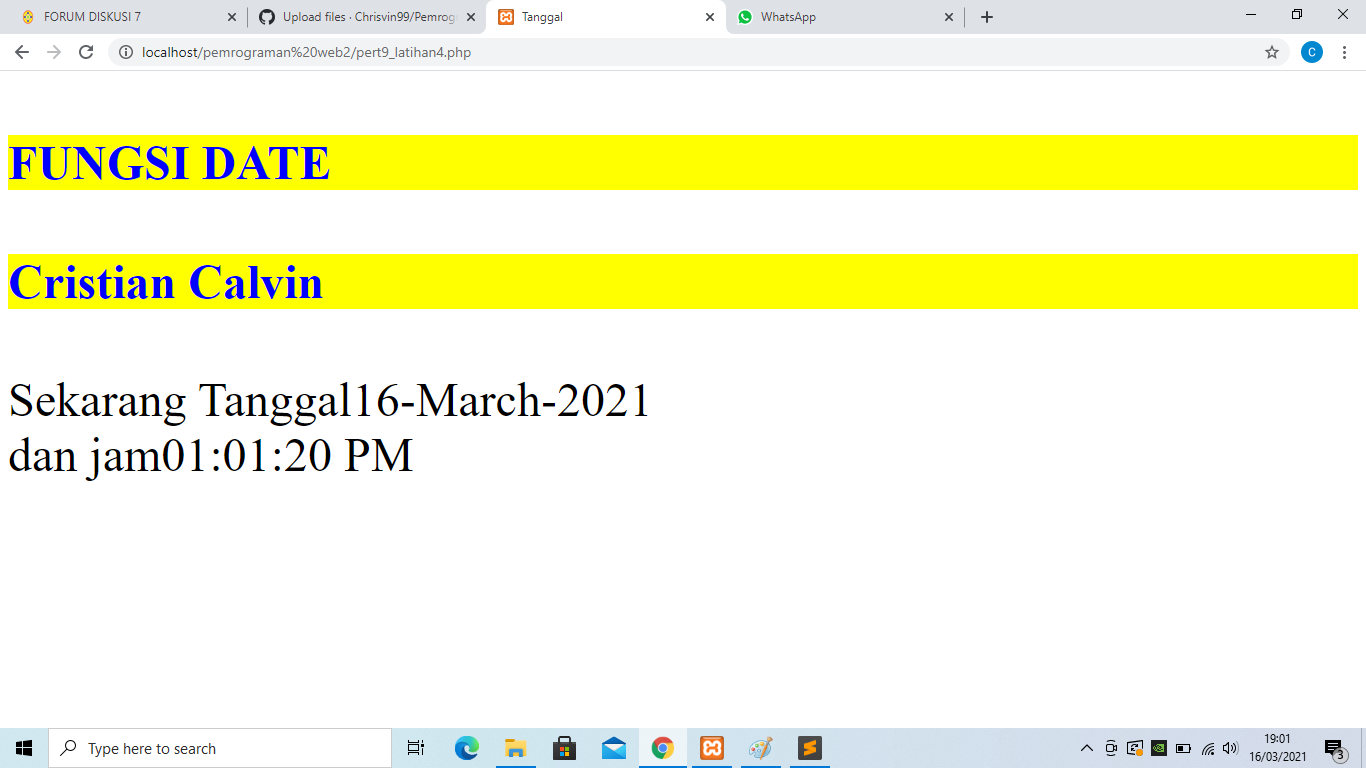 FORUM DISKUSI 7
Upload files · Chrisvin99/Pemrog
Tanggal
WhatsApp
localhost/pemrograman%20web2/pert9_latihan4.php
C
FUNGSI DATE
Cristian Calvin
Sekarang Tanggal16-March-2021
dan jam01:01:20 PM
Type here to search
19:01
16/03/2021
3